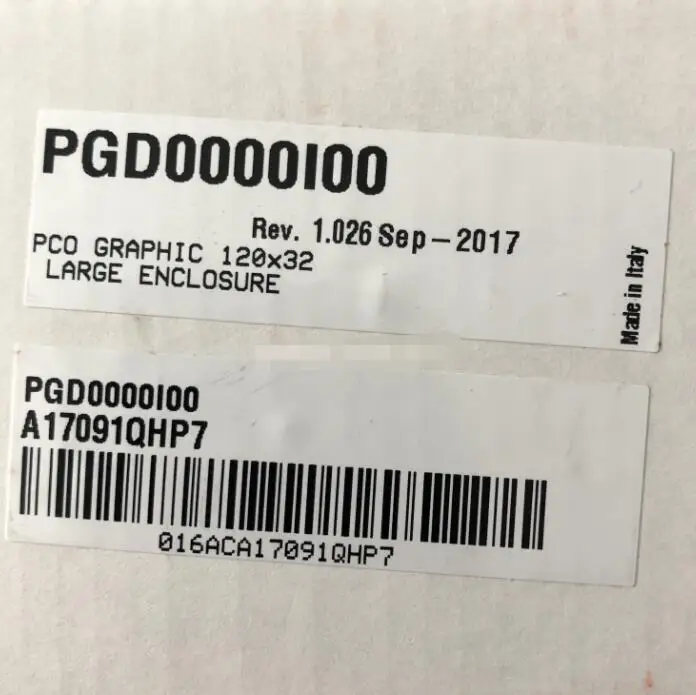 PGD0000I00
Rev. 1.026 Sep-2017
PCO GRAPHIC 120x32
LARGE ENCLOSURE
Made in Italy
PGD0000I00
A17091QHP7
016ACA17091QHP7